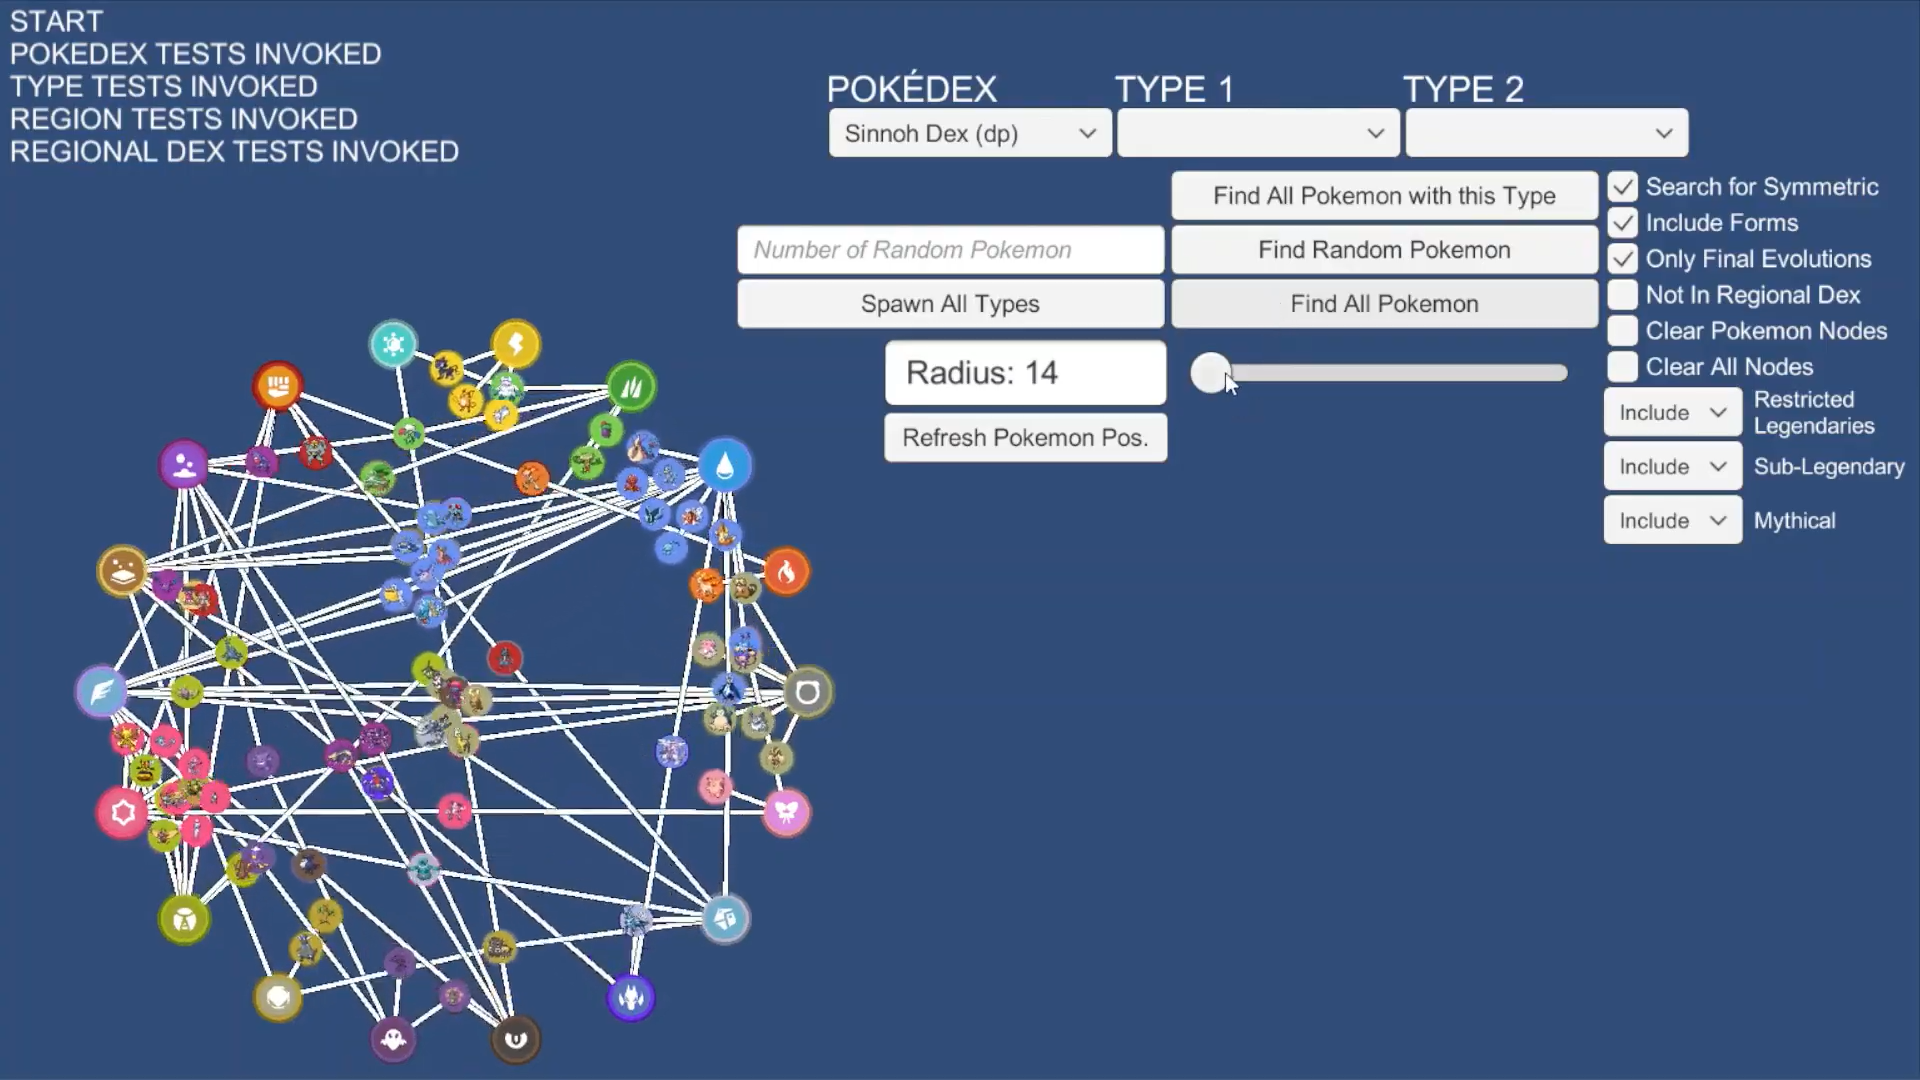 START
POKEDEX TESTS INVOKED
TYPE TESTS INVOKED
REGION TESTS INVOKED
REGIONAL DEX TESTS INVOKED
POKÉDEX
TYPE 1
TYPE 2
Sinnoh Dex (dp)
Find All Pokemon with this Type
Number of Random Pokemon
Find Random Pokemon
Spawn All Types
Find All Pokemon
Radius: 14
Refresh Pokemon Pos.
Search for Symmetric
Include Forms
Only Final Evolutions
Not In Regional Dex
Clear Pokemon Nodes
Clear All Nodes
Include
Restricted
Legendaries
Include
Sub-Legendary
Include
Mythical